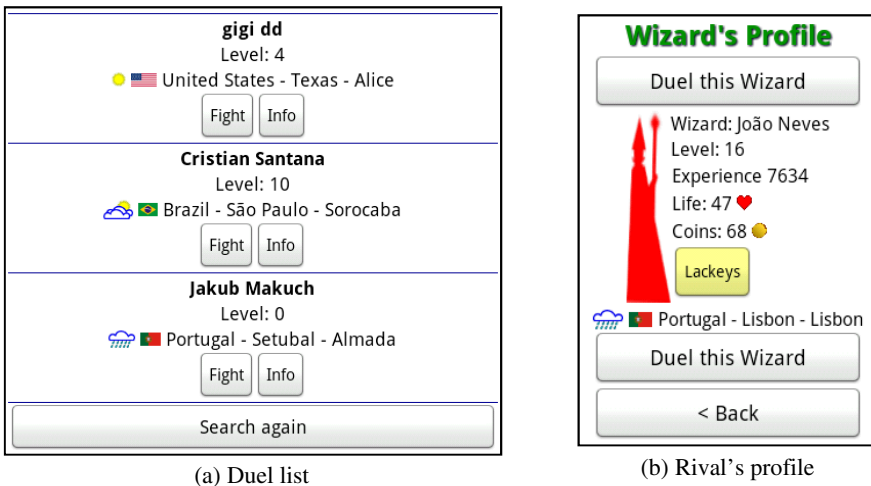 gigi dd
Level: 4
United States - Texas - Alice
Fight Info
Cristian Santana
Level: 10
Brazil - São Paulo - Sorocaba
Fight Info
Jakub Makuch
Level: 0
Portugal - Setubal - Almada
Fight Info
Search again
(a) Duel list
Wizard's Profile
Duel this Wizard
Wizard: João Neves
Level: 16
Experience 7634
Life: 47
Coins: 68
Lackeys
Portugal - Lisbon - Lisbon
Duel this Wizard
< Back
(b) Rival’s profile